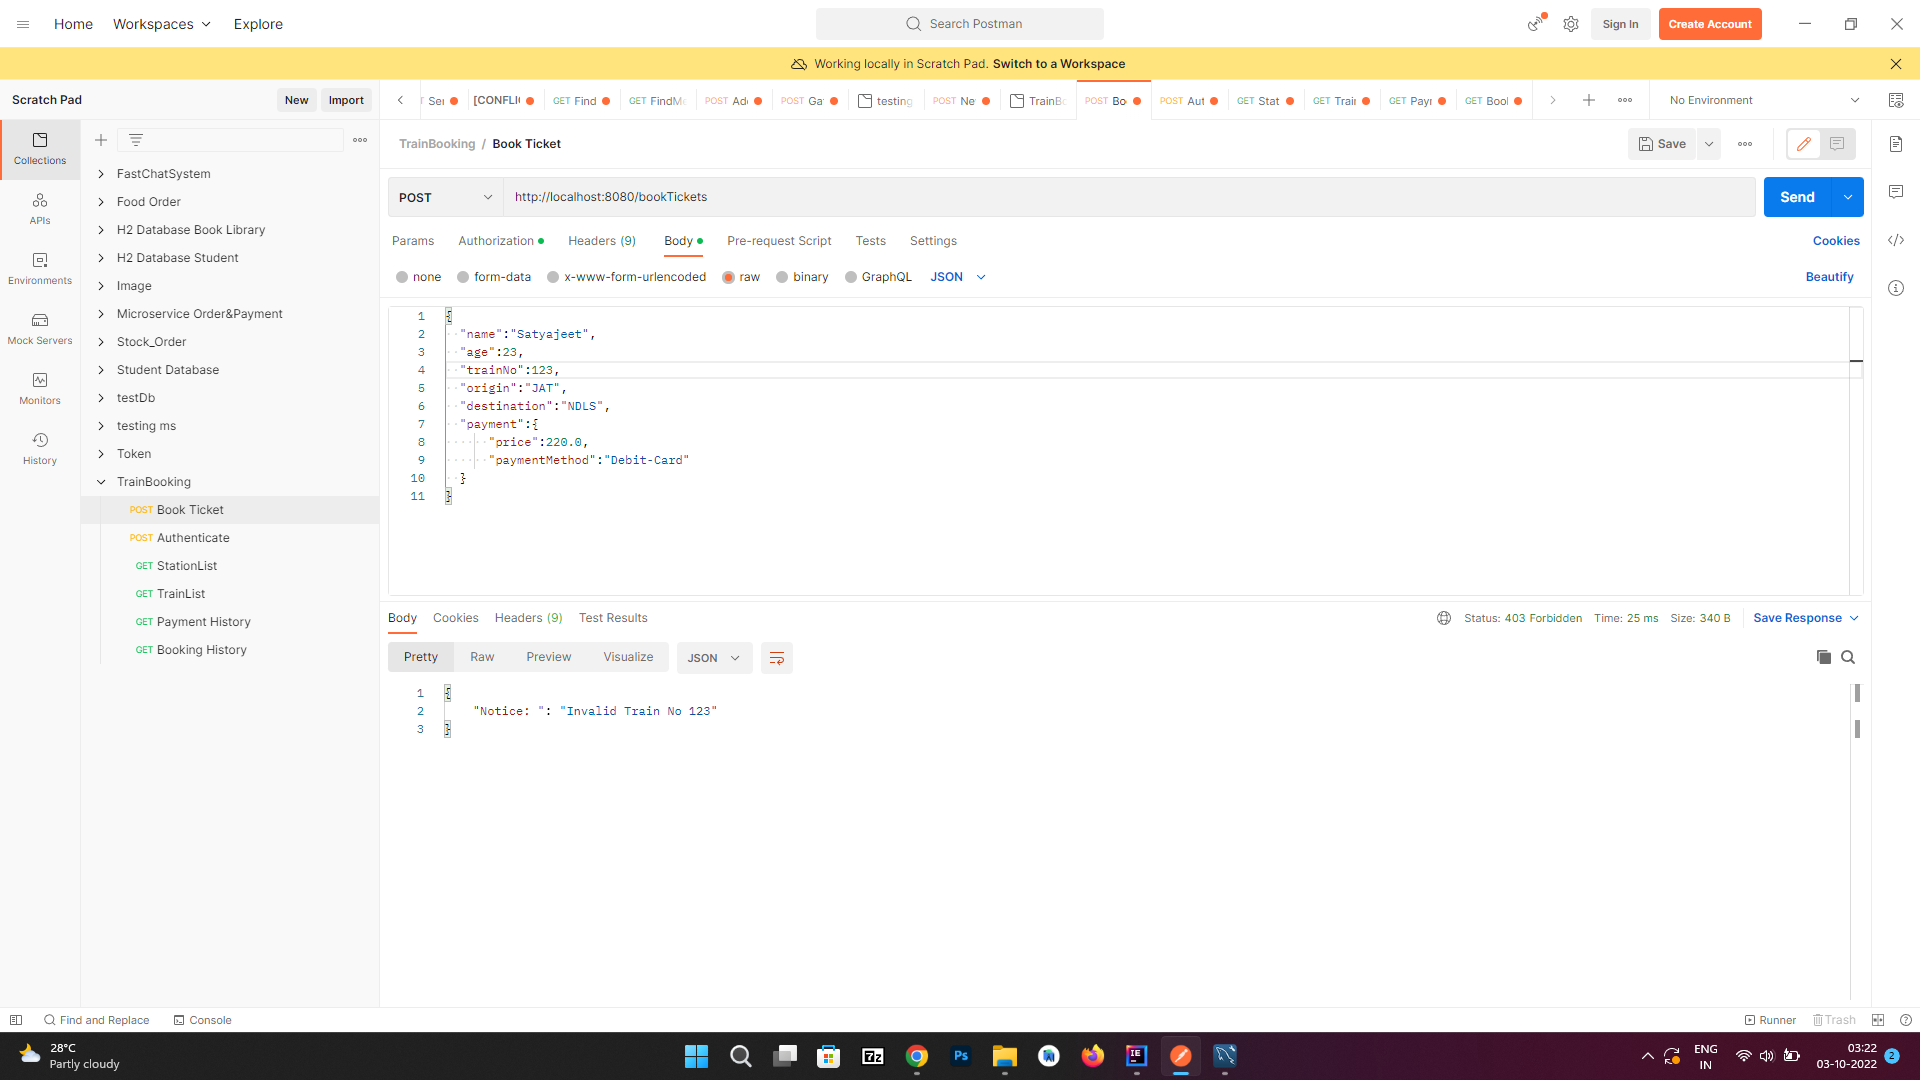 Home
Workspaces
Explore
Search Postman
Sign In
Create Account
Working locally in Scratch Pad. Switch to a Workspace
Scratch Pad
New
Import
Ser
[CONFLI
GET Find
GET FindM
POST Ad
POST Ga
testing
POST Ne
TrainB
POST Bo
POST Aut
GET Stat
GET Train
GET Payr
GET Bool
No Environment
Collections
APIs
Environments
Mock Servers
Monitors
History
FastChatSystem
Food Order
H2 Database Book Library
H2 Database Student
Image
Microservice Order&Payment
Stock_Order
Student Database
testDb
testing ms
Token
TrainBooking
POST Book Ticket
POST Authenticate
GET StationList
GET TrainList
GET Payment History
GET Booking History
TrainBooking / Book Ticket
Save
POST
http://localhost:8080/bookTickets
Send
Params
Authorization
Headers (9)
Body
Pre-request Script
Tests
Settings
Cookies
none
form-data
x-www-form-urlencoded
raw
binary
GraphQL
JSON
Beautify
1 {
2 "name":"Satyajeet",
3 "age":23,
4 "trainNo":123,
5 "origin":"JAT",
6 "destination":"NDLS",
7 "payment":{
8 "price":220.0,
9 "paymentMethod":"Debit-Card"
10 }
11 }
Body
Cookies
Headers (9)
Test Results
Status: 403 Forbidden
Time: 25 ms
Size: 340 B
Save Response
Pretty
Raw
Preview
Visualize
JSON
1 {
2 "Notice: ": "Invalid Train No 123"
3 }
Find and Replace
Console
Runner
Trash
28°C
Partly cloudy
7z
Ps
IE
ENG
IN
03:22
03-10-2022
2